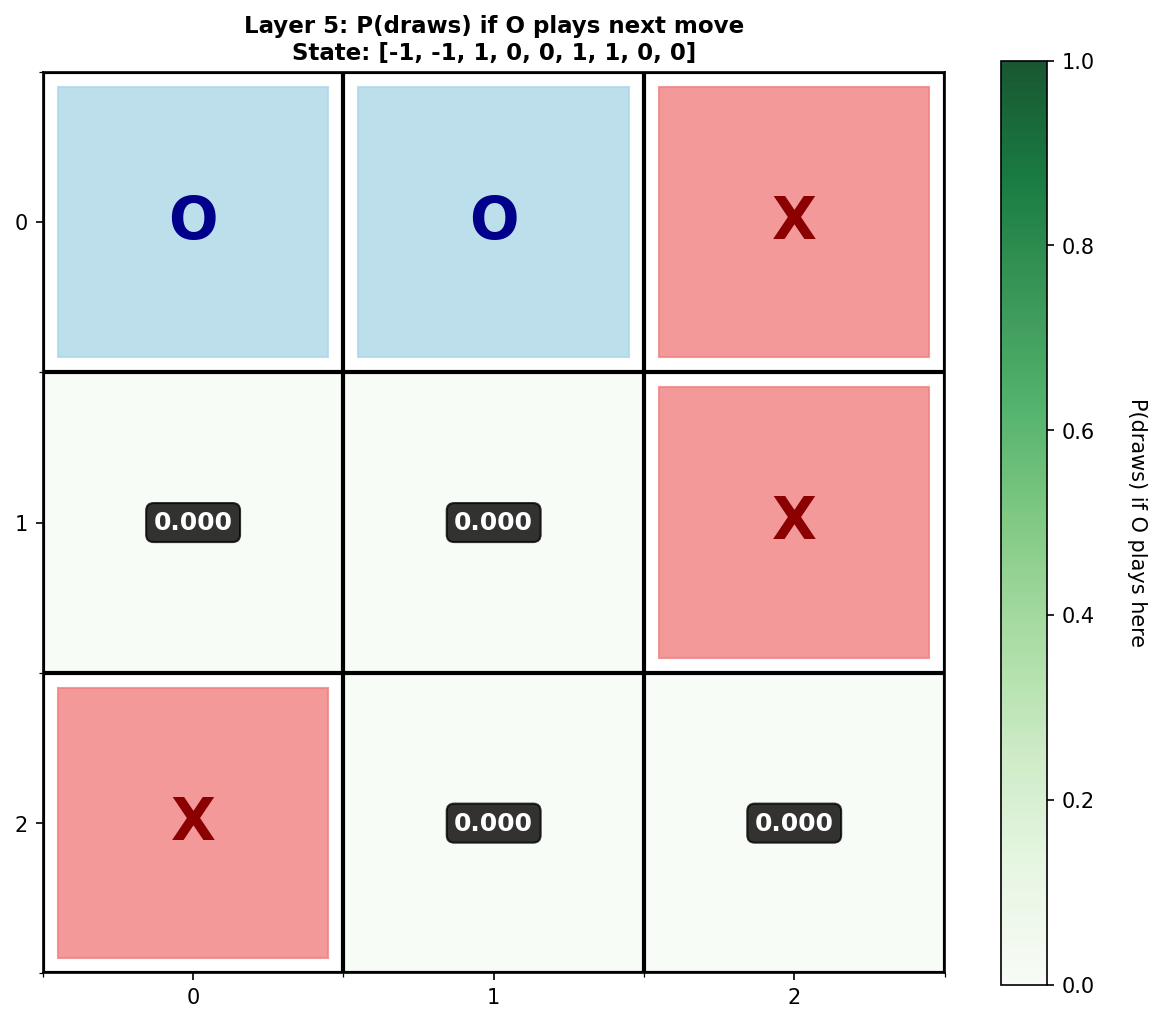 Layer 5: P(draws) if O plays next move
State: [-1, -1, 1, 0, 0, 1, 1, 0, 0]
O O X
0.000 0.000 X
X 0.000 0.000
0
1
2
0 1 2
1.0
0.8
0.6
0.4
0.2
0.0
P(draws) if O plays here